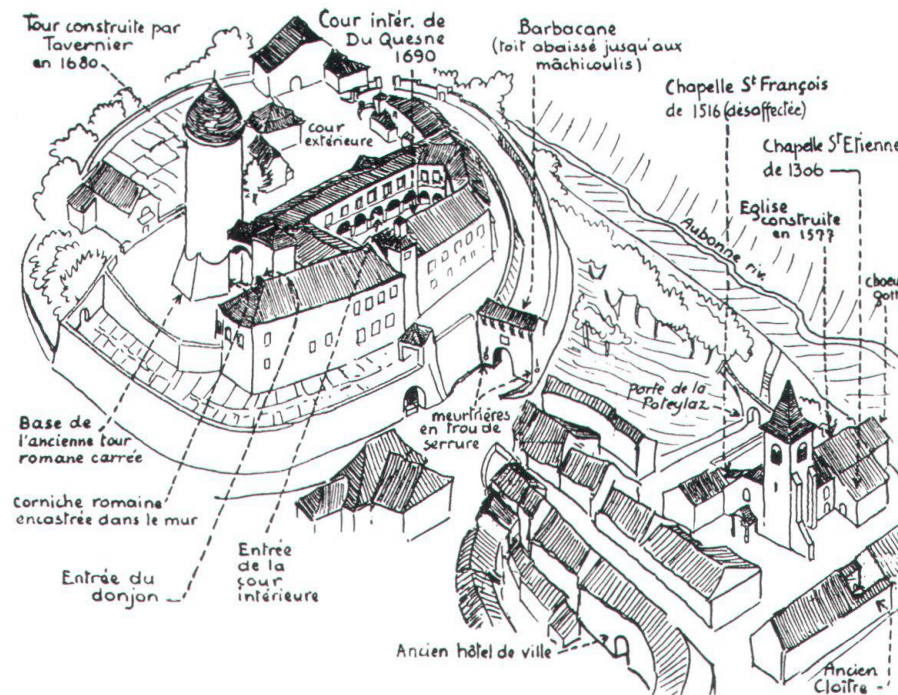 Tour construite par
Tavernier
en 1680
Cour intér. de
Du Quesne
1690
Barbacane
(toit abaissé jusqu'aux
mâchicoulis)
Chapelle St François
de 1516 (désaffectée)
Chapelle St Etienne
de 1306
Eglise
construite
en 1577
Cour
extérieure
Aubonne riv.
choeur
goth
Porte de la
Poteylaz
meurtrières
en trou de
serrure
Base de
l'ancienne tour
romane carrée
Corniche romaine
encastrée dans le mur
Entrée du
donjon
Entrée
de la
cour
intérieure
Ancien hôtel de ville
Ancien
Cloître